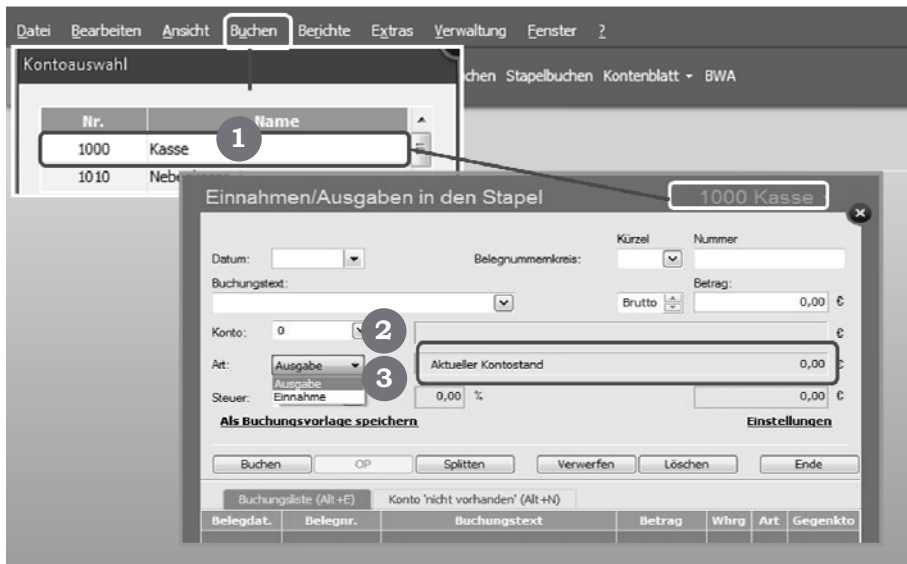 Datei Bearbeiten Ansicht Buchen Berichte Extras Verwaltung Fenster ?
Kontoauswahl
Stapelbuchen Kontenblatt BWA
Nr. Name
1
1000 Kasse
1010
Einnahmen/Ausgaben in den Stapel 1000 Kasse
Kürzel Nummer
Datum: Belegnummernkreis:
Buchungstext: Betrag:
Brutto 0,00 €
Konto: 0 2 €
Art: Ausgabe 3 Aktueller Kontostand 0,00
Ausgabe
Einnahme
Steuer: 0,00 % 0,00 €
Als Buchungsvorlage speichern Einstellungen
Buchen OP Splitten Verwerfen Löschen Ende
Buchungsliste (Alt+E) Konto 'nicht vorhanden' (Alt+N)
Belegdat. Belegnr. Buchungstext Betrag Whrg Art Gegenkto